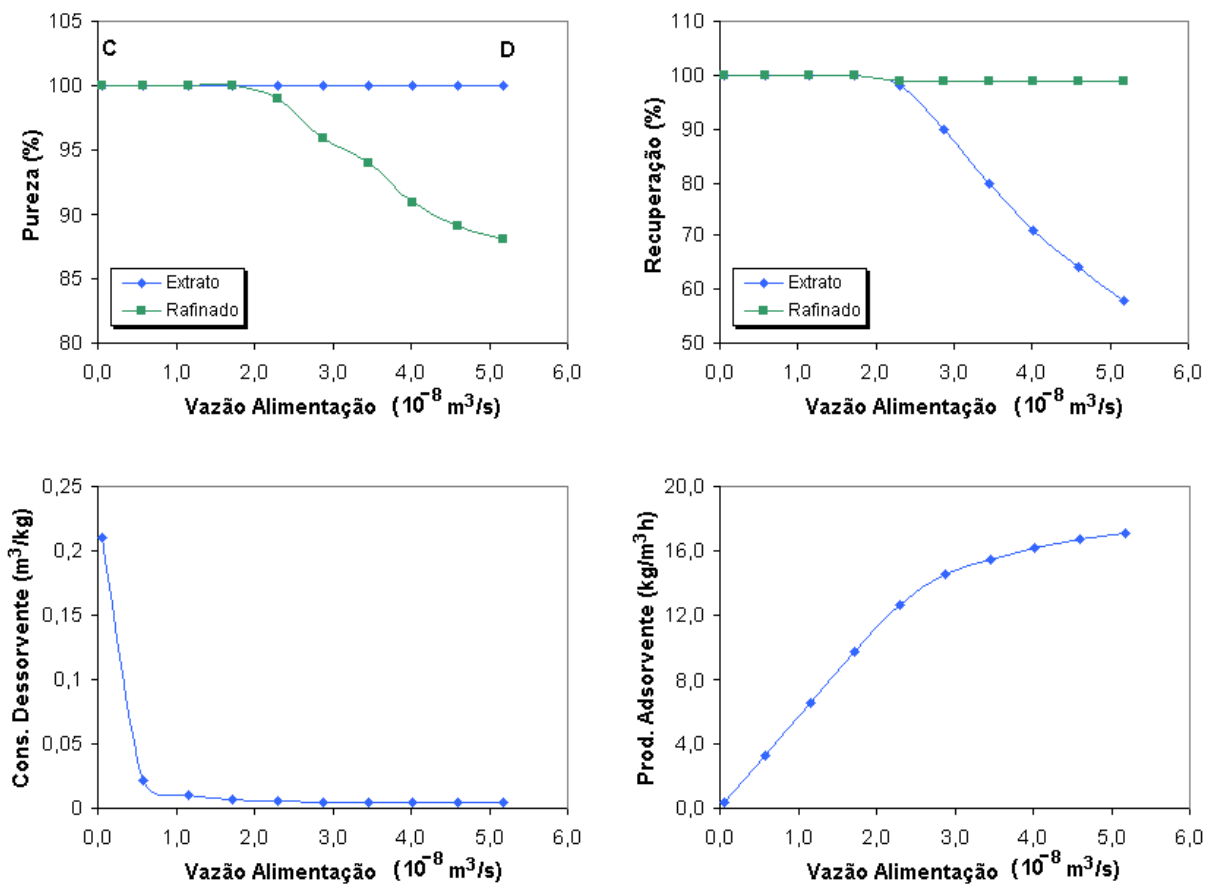 105
100
95
90
85
80
Pureza (%)
C
D
Extrato
Rafinado
0,0 1,0 2,0 3,0 4,0 5,0 6,0
Vazão Alimentação (10⁻⁸ m³/s)
110
100
90
80
70
60
50
Recuperação (%)
Extrato
Rafinado
0,0 1,0 2,0 3,0 4,0 5,0 6,0
Vazão Alimentação (10⁻⁸ m³/s)
0,25
0,2
0,15
0,1
0,05
0
Cons. Dessorvente (m³/kg)
0,0 1,0 2,0 3,0 4,0 5,0 6,0
Vazão Alimentação (10⁻⁸ m³/s)
20,0
16,0
12,0
8,0
4,0
0,0
Prod. Adsorvente (kg/m³h)
0,0 1,0 2,0 3,0 4,0 5,0 6,0
Vazão Alimentação (10⁻⁸ m³/s)